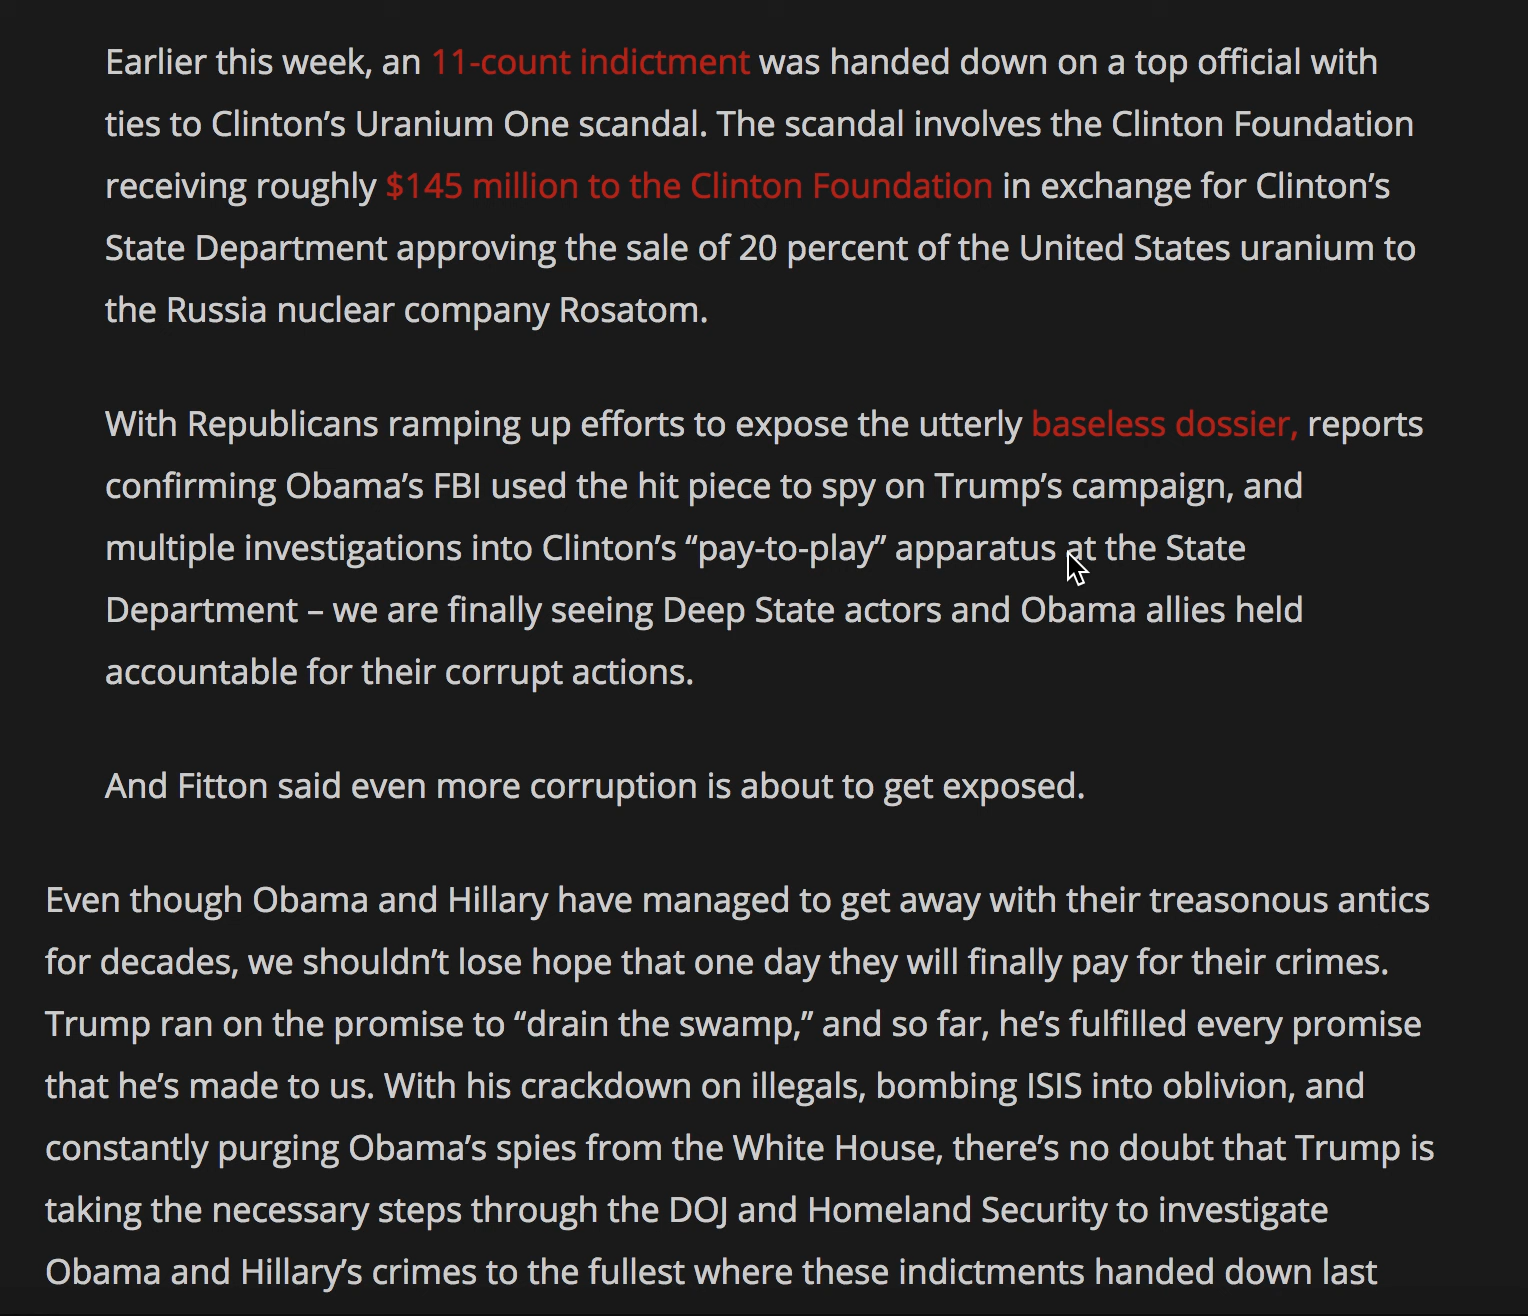 Earlier this week, an 11-count indictment was handed down on a top official with
ties to Clinton’s Uranium One scandal. The scandal involves the Clinton Foundation
receiving roughly $145 million to the Clinton Foundation in exchange for Clinton’s
State Department approving the sale of 20 percent of the United States uranium to
the Russia nuclear company Rosatom.
With Republicans ramping up efforts to expose the utterly baseless dossier, reports
confirming Obama’s FBI used the hit piece to spy on Trump’s campaign, and
multiple investigations into Clinton’s “pay-to-play” apparatus at the State
Department – we are finally seeing Deep State actors and Obama allies held
accountable for their corrupt actions.
And Fitton said even more corruption is about to get exposed.
Even though Obama and Hillary have managed to get away with their treasonous antics
for decades, we shouldn’t lose hope that one day they will finally pay for their crimes.
Trump ran on the promise to “drain the swamp,” and so far, he’s fulfilled every promise
that he’s made to us. With his crackdown on illegals, bombing ISIS into oblivion, and
constantly purging Obama’s spies from the White House, there’s no doubt that Trump is
taking the necessary steps through the DOJ and Homeland Security to investigate
Obama and Hillary’s crimes to the fullest where these indictments handed down last